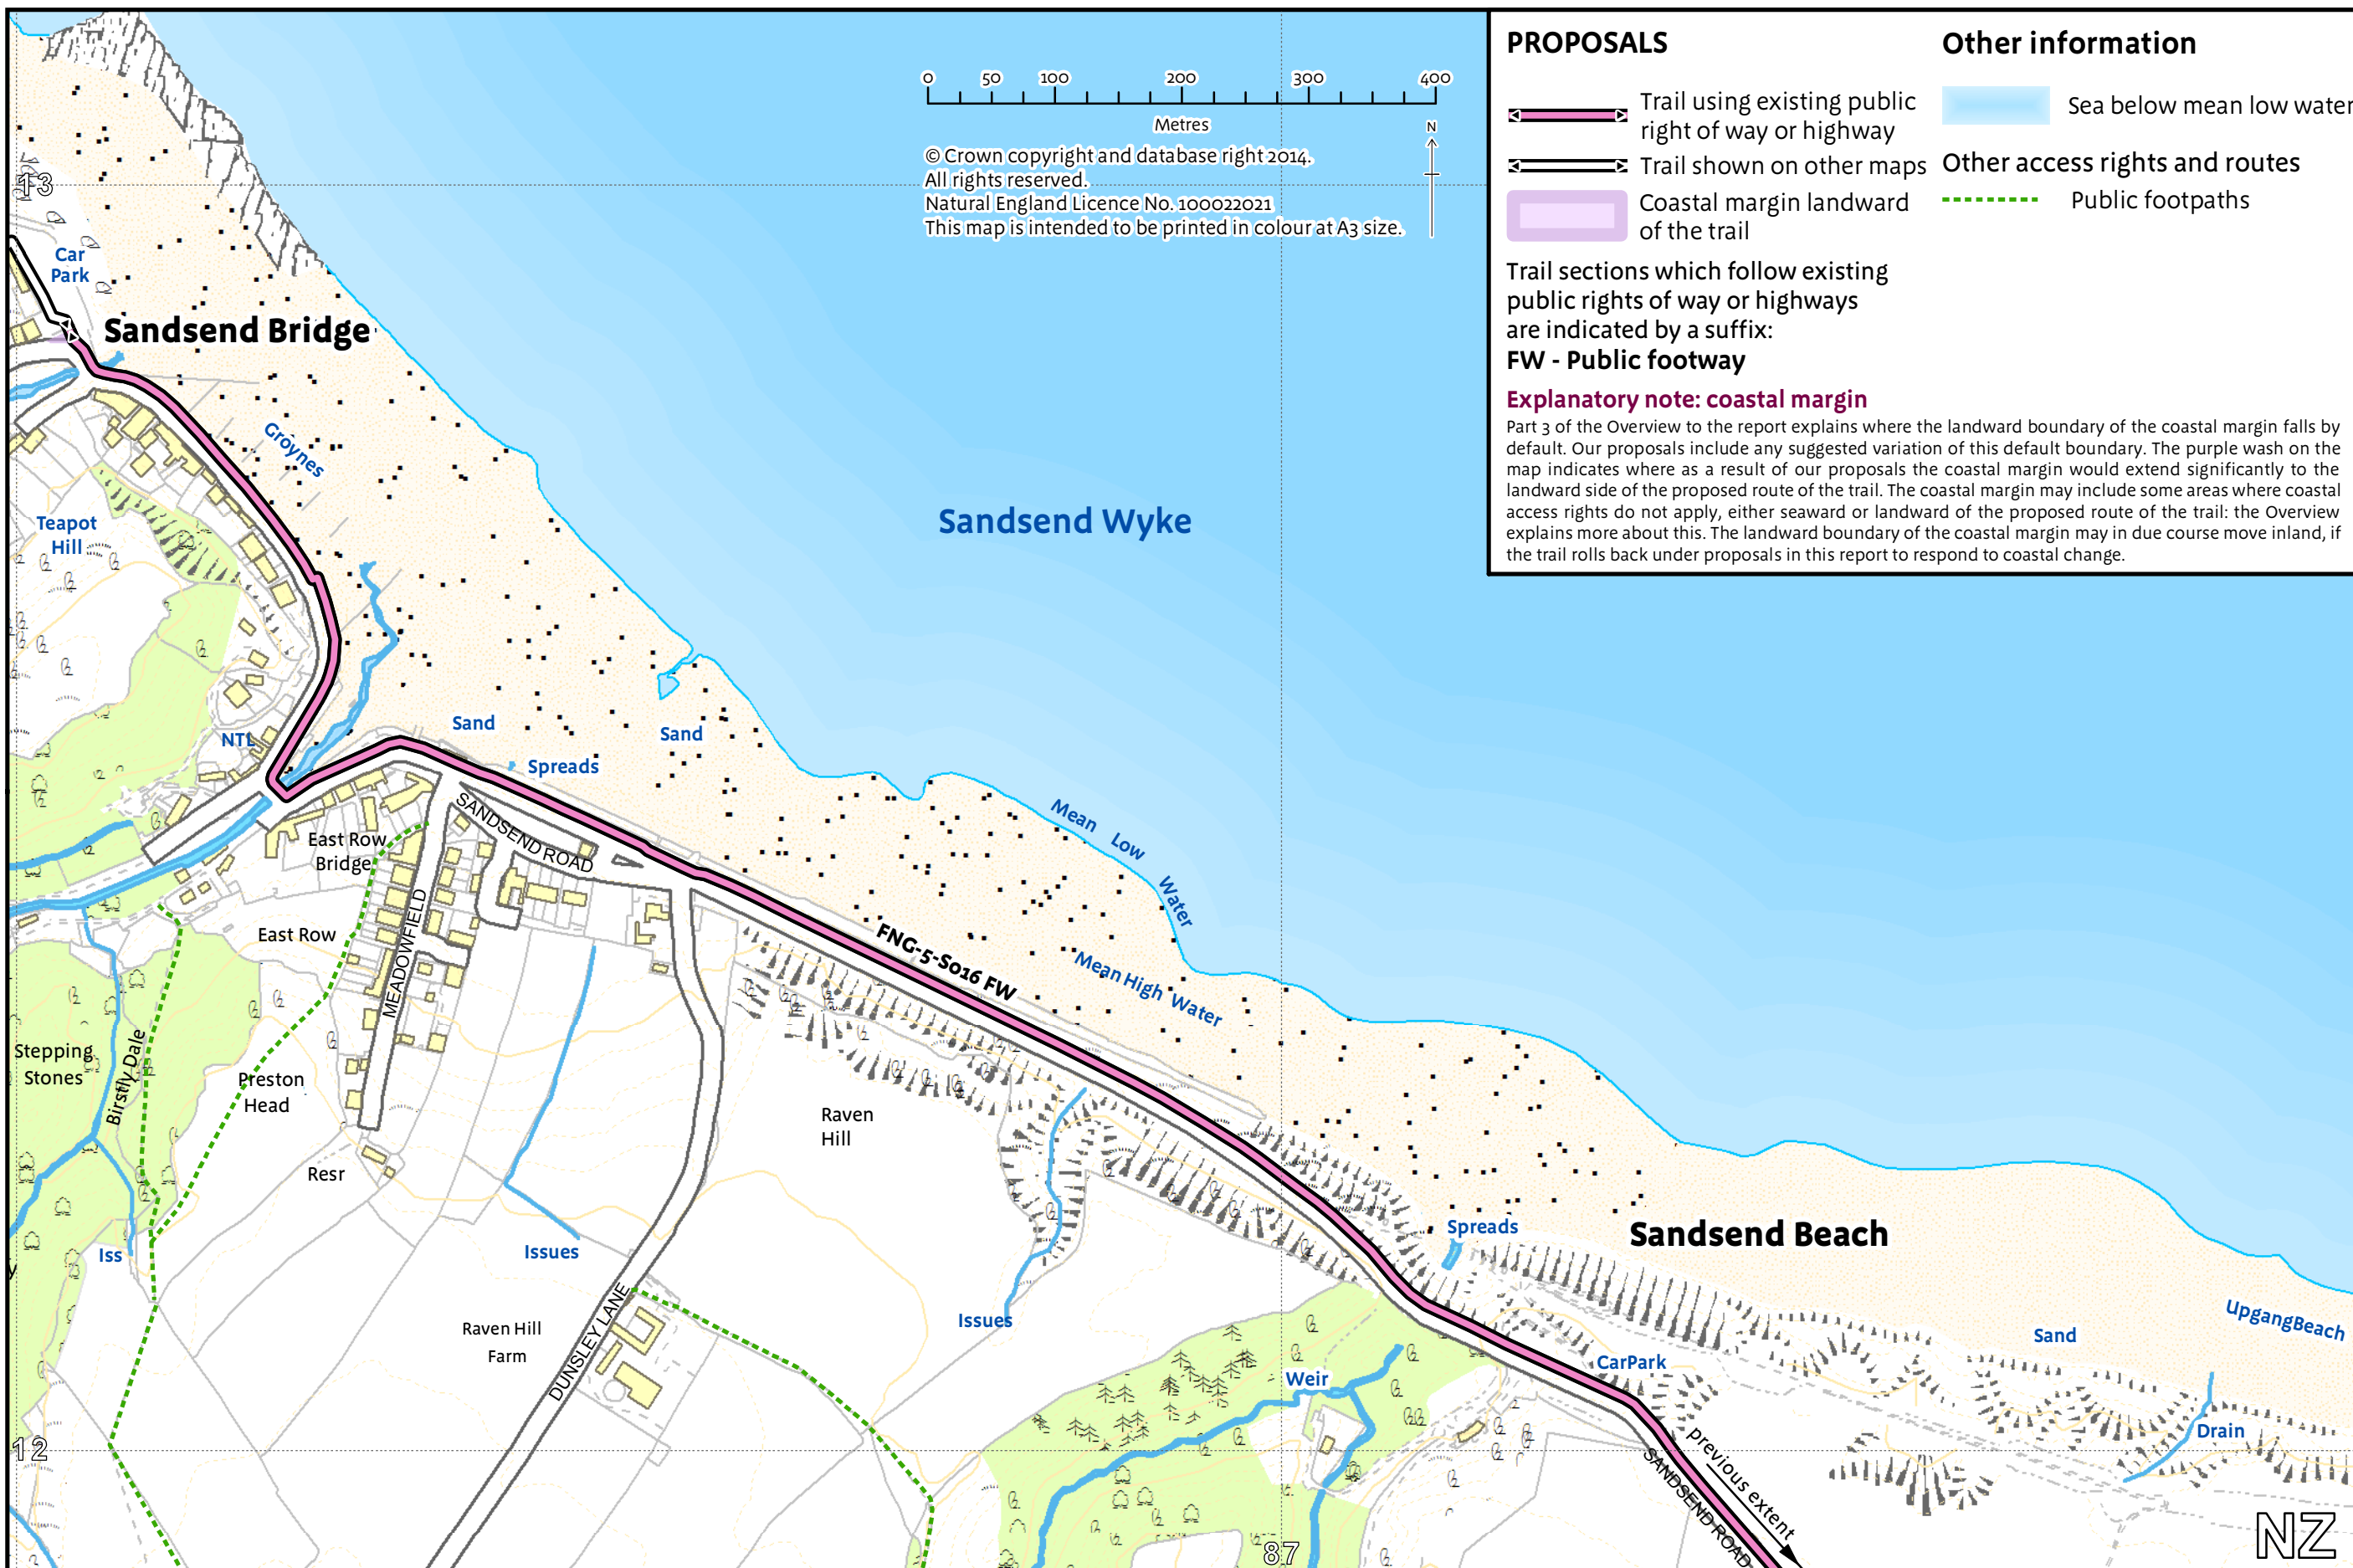 PROPOSALS
Trail using existing public
right of way or highway
Trail shown on other maps
Coastal margin landward
of the trail
Trail sections which follow existing
public rights of way or highways
are indicated by a suffix:
FW - Public footway
Other information
Sea below mean low water
Other access rights and routes
Public footpaths
Explanatory note: coastal margin
Part 3 of the Overview to the report explains where the landward boundary of the coastal margin falls by
default. Our proposals include any suggested variation of this default boundary. The purple wash on the
map indicates where as a result of our proposals the coastal margin would extend significantly to the
landward side of the proposed route of the trail. The coastal margin may include some areas where coastal
access rights do not apply, either seaward or landward of the proposed route of the trail: the Overview
explains more about this. The landward boundary of the coastal margin may in due course move inland, if
the trail rolls back under proposals in this report to respond to coastal change.
0 50 100 200 300 400
Metres
N
© Crown copyright and database right 2014.
All rights reserved.
Natural England Licence No. 100022021
This map is intended to be printed in colour at A3 size.
13
Car
Park
Sandsend Bridge
Groynes
Teapot
Hill
Sandsend Wyke
NTL
Sand
Sand
Spreads
SANDSEND ROAD
East Row
Bridge
Mean Low Water
MEADOWFIELD
East Row
FNG-5-S016 FW
Mean High Water
Stepping
Stones
Birstly Dale
Preston
Head
Raven
Hill
Resr
Iss
Issues
Issues
Spreads
Sandsend Beach
Raven Hill
Farm
DUNSLEY LANE
Weir
CarPark
Sand
UpgangBeach
Drain
12
previous extent
SANDSEND ROAD
87
NZ